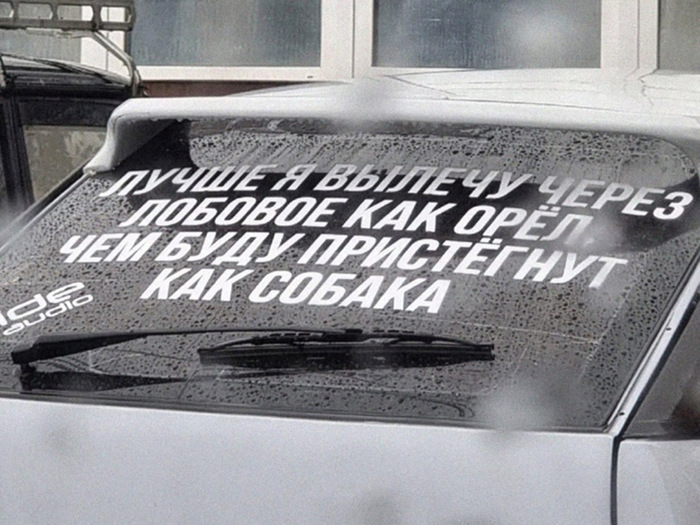 ЛУЧШЕ Я ВЫЛЕЧУ ЧЕРЕЗ
ЛОБОВОЕ КАК ОРЁЛ,
ЧЕМ БУДУ ПРИСТЁГНУТ
КАК СОБАКА
audio